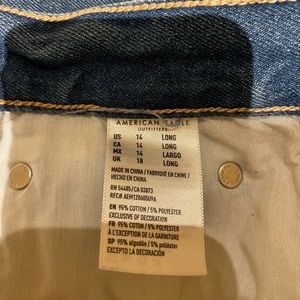 AMERICAN EAGLE
OUTFITTERS
US 14 LONG
CA 14 LONG
MX 14 LARGO
UK 18 LONG
MADE IN CHINA / FABRIQUÉ EN CHINE /
HECHO EN CHINA
RN 54485/CA 03873
EN 95% COTTON / 5% POLYESTER
EXCLUSIVE OF DECORATION
FR 95% COTON / 5% POLYESTER
À L'EXCEPTION DE LA GARNITURE
SP 95% algodón / 5% poliéster
EXCEPTO LA DECORACIÓN